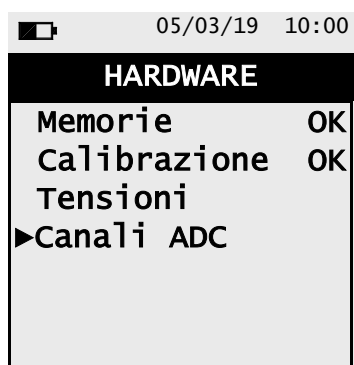 05/03/19 10:00
HARDWARE
Memorie OK
Calibrazione OK
Tensioni
►Canali ADC